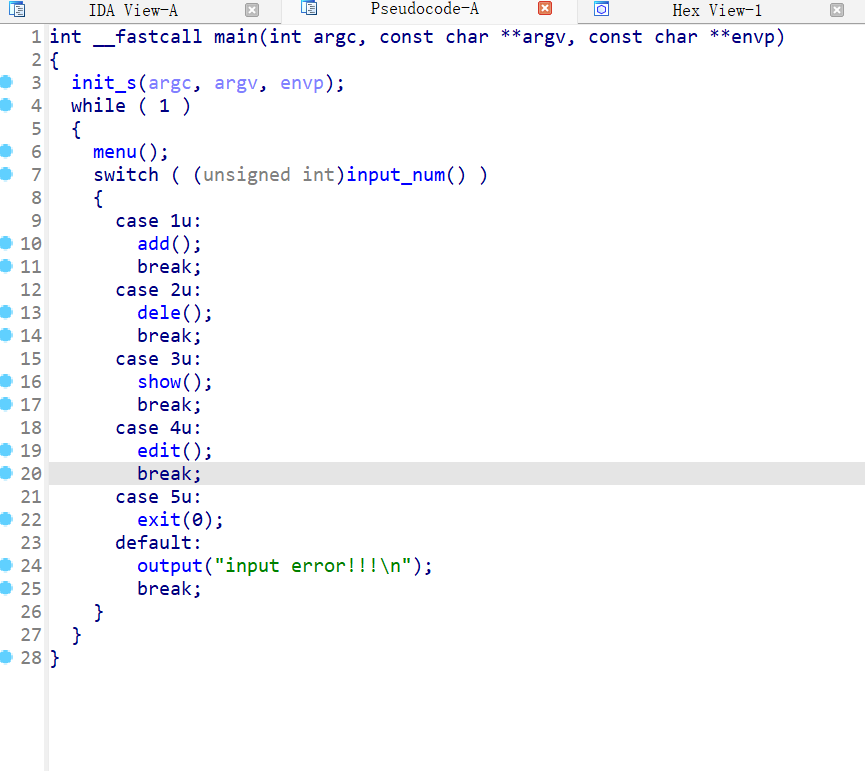 IDA View-A Pseudocode-A Hex View-1
1 int __fastcall main(int argc, const char **argv, const char **envp)
2 {
3   init_s(argc, argv, envp);
4   while ( 1 )
5   {
6     menu();
7     switch ( (unsigned int)input_num() )
8     {
9       case 1u:
10         add();
11         break;
12       case 2u:
13         dele();
14         break;
15       case 3u:
16         show();
17         break;
18       case 4u:
19         edit();
20         break;
21       case 5u:
22         exit(0);
23       default:
24         output("input error!!!\n");
25         break;
26     }
27   }
28 }